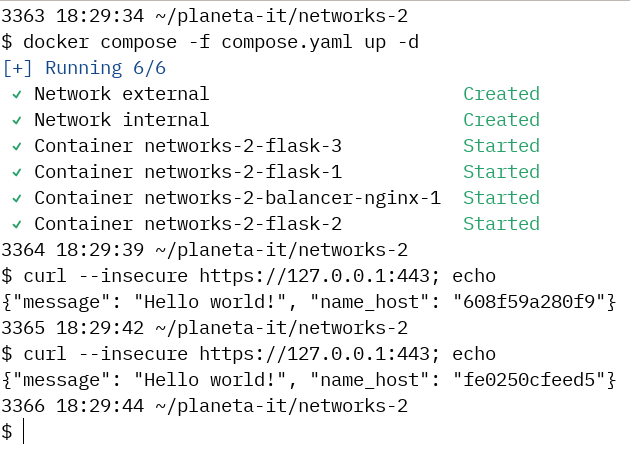 3363 18:29:34 ~/planeta-it/networks-2
$ docker compose -f compose.yaml up -d
[+] Running 6/6
✓ Network external Created
✓ Network internal Created
✓ Container networks-2-flask-3 Started
✓ Container networks-2-flask-1 Started
✓ Container networks-2-balancer-nginx-1 Started
✓ Container networks-2-flask-2 Started
3364 18:29:39 ~/planeta-it/networks-2
$ curl --insecure https://127.0.0.1:443; echo
{"message": "Hello world!", "name_host": "608f59a280f9"}
3365 18:29:42 ~/planeta-it/networks-2
$ curl --insecure https://127.0.0.1:443; echo
{"message": "Hello world!", "name_host": "fe0250cfeed5"}
3366 18:29:44 ~/planeta-it/networks-2
$